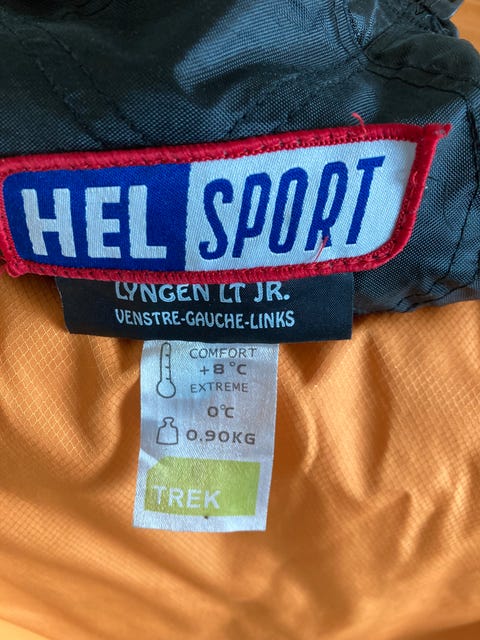 HEL SPORT
LYNGEN LT JR.
VENSTRE-GAUCHE-LINKS
COMFORT
+8°C
EXTREME
0°C
0.90KG
TREK